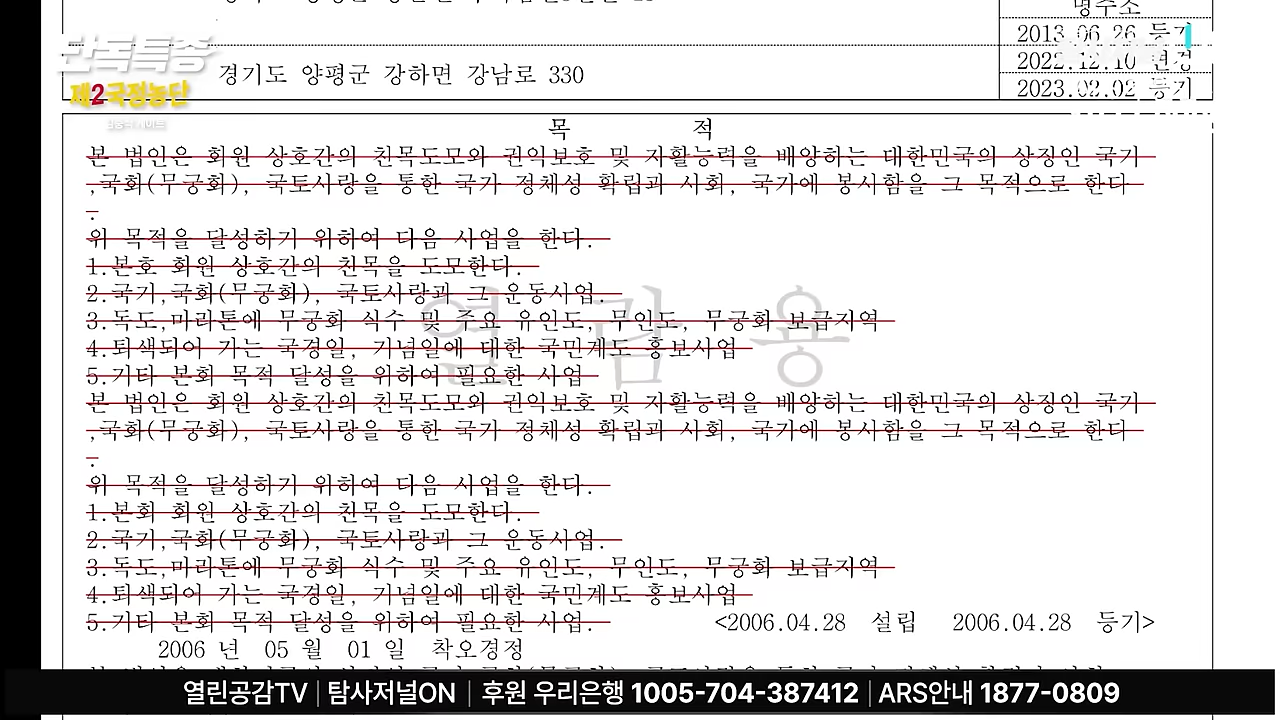 명수소
2013.06.26 등기
경기도 양평군 강하면 강남로 330
2022.12.10 변경
2023.02.02 등기
단독특종
제2국정농단
목 적
본 법인은 회원 상호간의 친목도모와 권익보호 및 자활능력을 배양하는 대한민국의 상징인 국기
,국화(무궁화), 국토사랑을 통한 국가 정체성 확립과 사회, 국가에 봉사함을 그 목적으로 한다
.
위 목적을 달성하기 위하여 다음 사업을 한다.
1.본호 회원 상호간의 친목을 도모한다.
2.국기,국화(무궁화), 국토사랑과 그 운동사업.
3.독도,마라톤에 무궁화 식수 및 주요 유인도, 무인도, 무궁화 보급지역
4.퇴색되어 가는 국경일, 기념일에 대한 국민계도 홍보사업
5.기타 본회 목적 달성을 위하여 필요한 사업
본 법인은 회원 상호간의 친목도모와 권익보호 및 자활능력을 배양하는 대한민국의 상징인 국기
,국화(무궁화), 국토사랑을 통한 국가 정체성 확립과 사회, 국가에 봉사함을 그 목적으로 한다
.
위 목적을 달성하기 위하여 다음 사업을 한다.
1.본회 회원 상호간의 친목을 도모한다.
2.국기,국화(무궁화), 국토사랑과 그 운동사업.
3.독도,마라톤에 무궁화 식수 및 주요 유인도, 무인도, 무궁화 보급지역
4.퇴색되어 가는 국경일, 기념일에 대한 국민계도 홍보사업
5.기타 본회 목적 달성을 위하여 필요한 사업. <2006.04.28 설립 2006.04.28 등기>
2006 년 05 월 01 일 착오경정
열 람 용
열린공감TV | 탐사저널ON | 후원 우리은행 1005-704-387412 | ARS안내 1877-0809